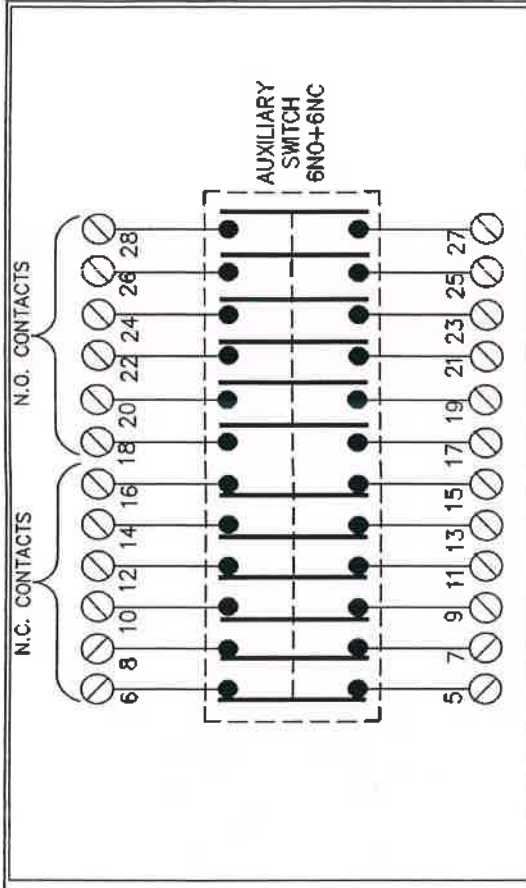 N.C. CONTACTS
N.O. CONTACTS
6 8 10 12 14 16 18 20 22 24 26 28
AUXILIARY
SWITCH
6NO+6NC
5 7 9 11 13 15 17 19 21 23 25 27